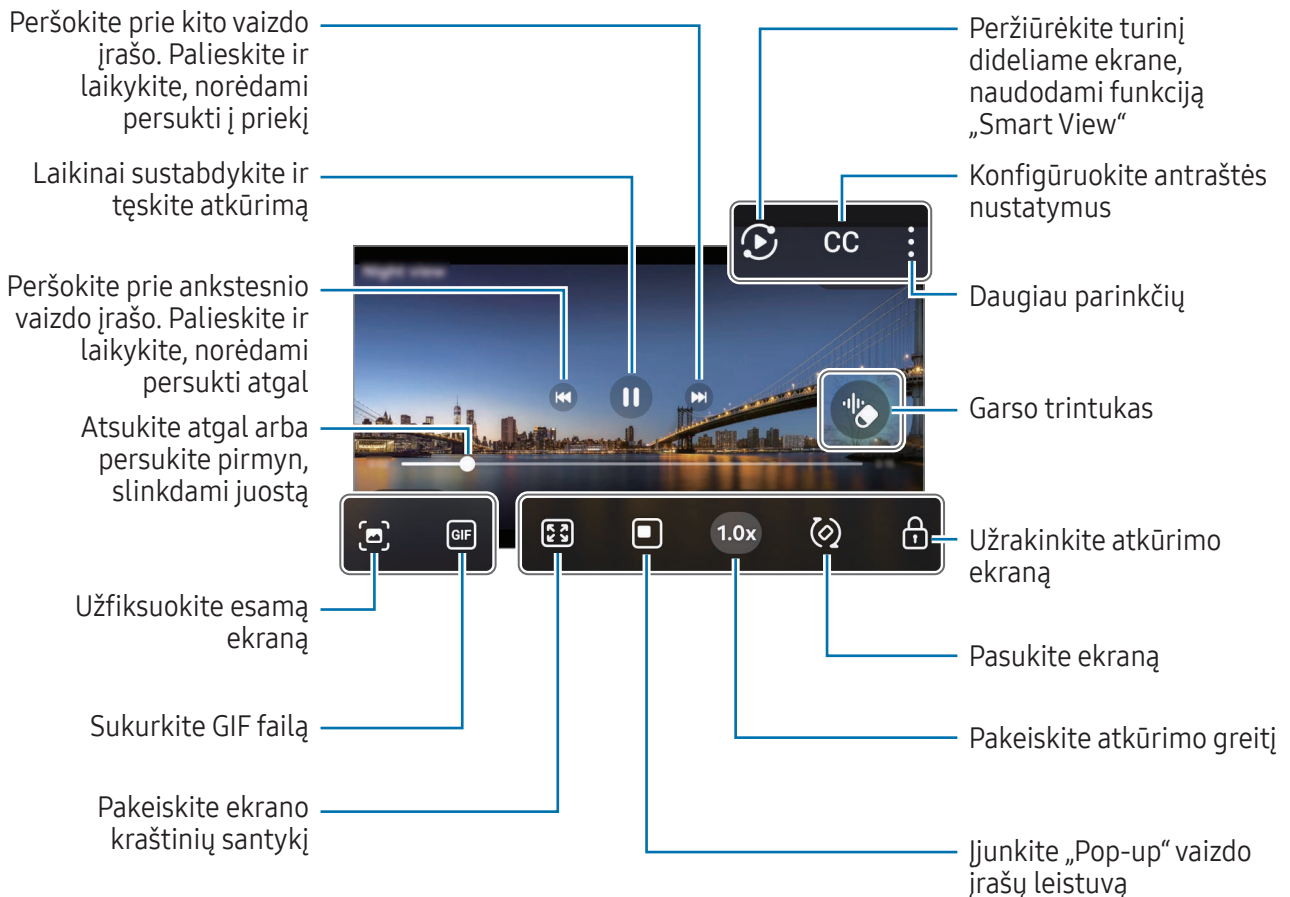 Peršokite prie kito vaizdo
įrašo. Palieskite ir
laikykite, norėdami
persukti į priekį
Laikinai sustabdykite ir
tęskite atkūrimą
Peršokite prie ankstesnio
vaizdo įrašo. Palieskite ir
laikykite, norėdami
persukti atgal
Atsukite atgal arba
persukite pirmyn,
slinkdami juostą
Užfiksuokite esamą
ekraną
Sukurkite GIF failą
Pakeiskite ekrano
kraštinių santykį
Night view
CC
GIF
1.0x
Peržiūrėkite turinį
dideliame ekrane,
naudodami funkciją
„Smart View“
Konfigūruokite antraštės
nustatymus
Daugiau parinkčių
Garso trintukas
Užrakinkite atkūrimo
ekraną
Pasukite ekraną
Pakeiskite atkūrimo greitį
Įjunkite „Pop-up“ vaizdo
įrašų leistuvą